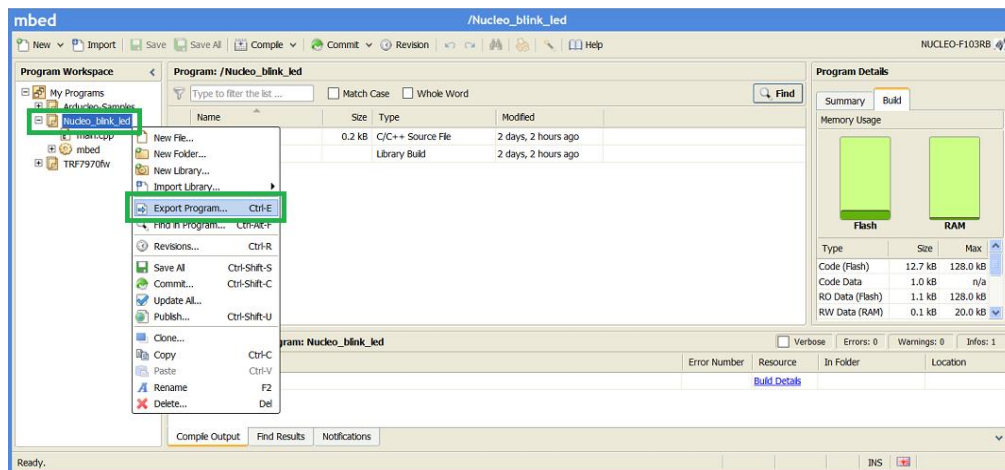 mbed /Nucleo_blink_led
New Import Save Save All Compile Commit Revision Help NUCLEO-F103RB
Program Workspace
My Programs
Arducleo-Samples
Nucleo_blink_led
main.cpp
mbed
TRF7970fw
New File...
New Folder...
New Library...
Import Library...
Export Program... Ctrl-E
Find in Program... Ctrl-Alt-F
Revisions... Ctrl-R
Save All Ctrl-Shift-S
Commit... Ctrl-Shift-C
Update All...
Publish... Ctrl-Shift-U
Clone...
Copy Ctrl-C
Paste Ctrl-V
Rename F2
Delete... Del
Program: /Nucleo_blink_led
Type to filter the list ... Match Case Whole Word Find
Name Size Type Modified
0.2 kB C/C++ Source File 2 days, 2 hours ago
Library Build 2 days, 2 hours ago
Program Details
Summary Build
Memory Usage
Flash RAM
Type Size Max
Code (Flash) 12.7 kB 128.0 kB
Code Data 1.0 kB n/a
RO Data (Flash) 1.1 kB 128.0 kB
RW Data (RAM) 0.1 kB 20.0 kB
Nucleo_blink_led Verbose Errors: 0 Warnings: 0 Infos: 1
Error Number Resource In Folder Location
Build Details
Compile Output Find Results Notifications
Ready. INS